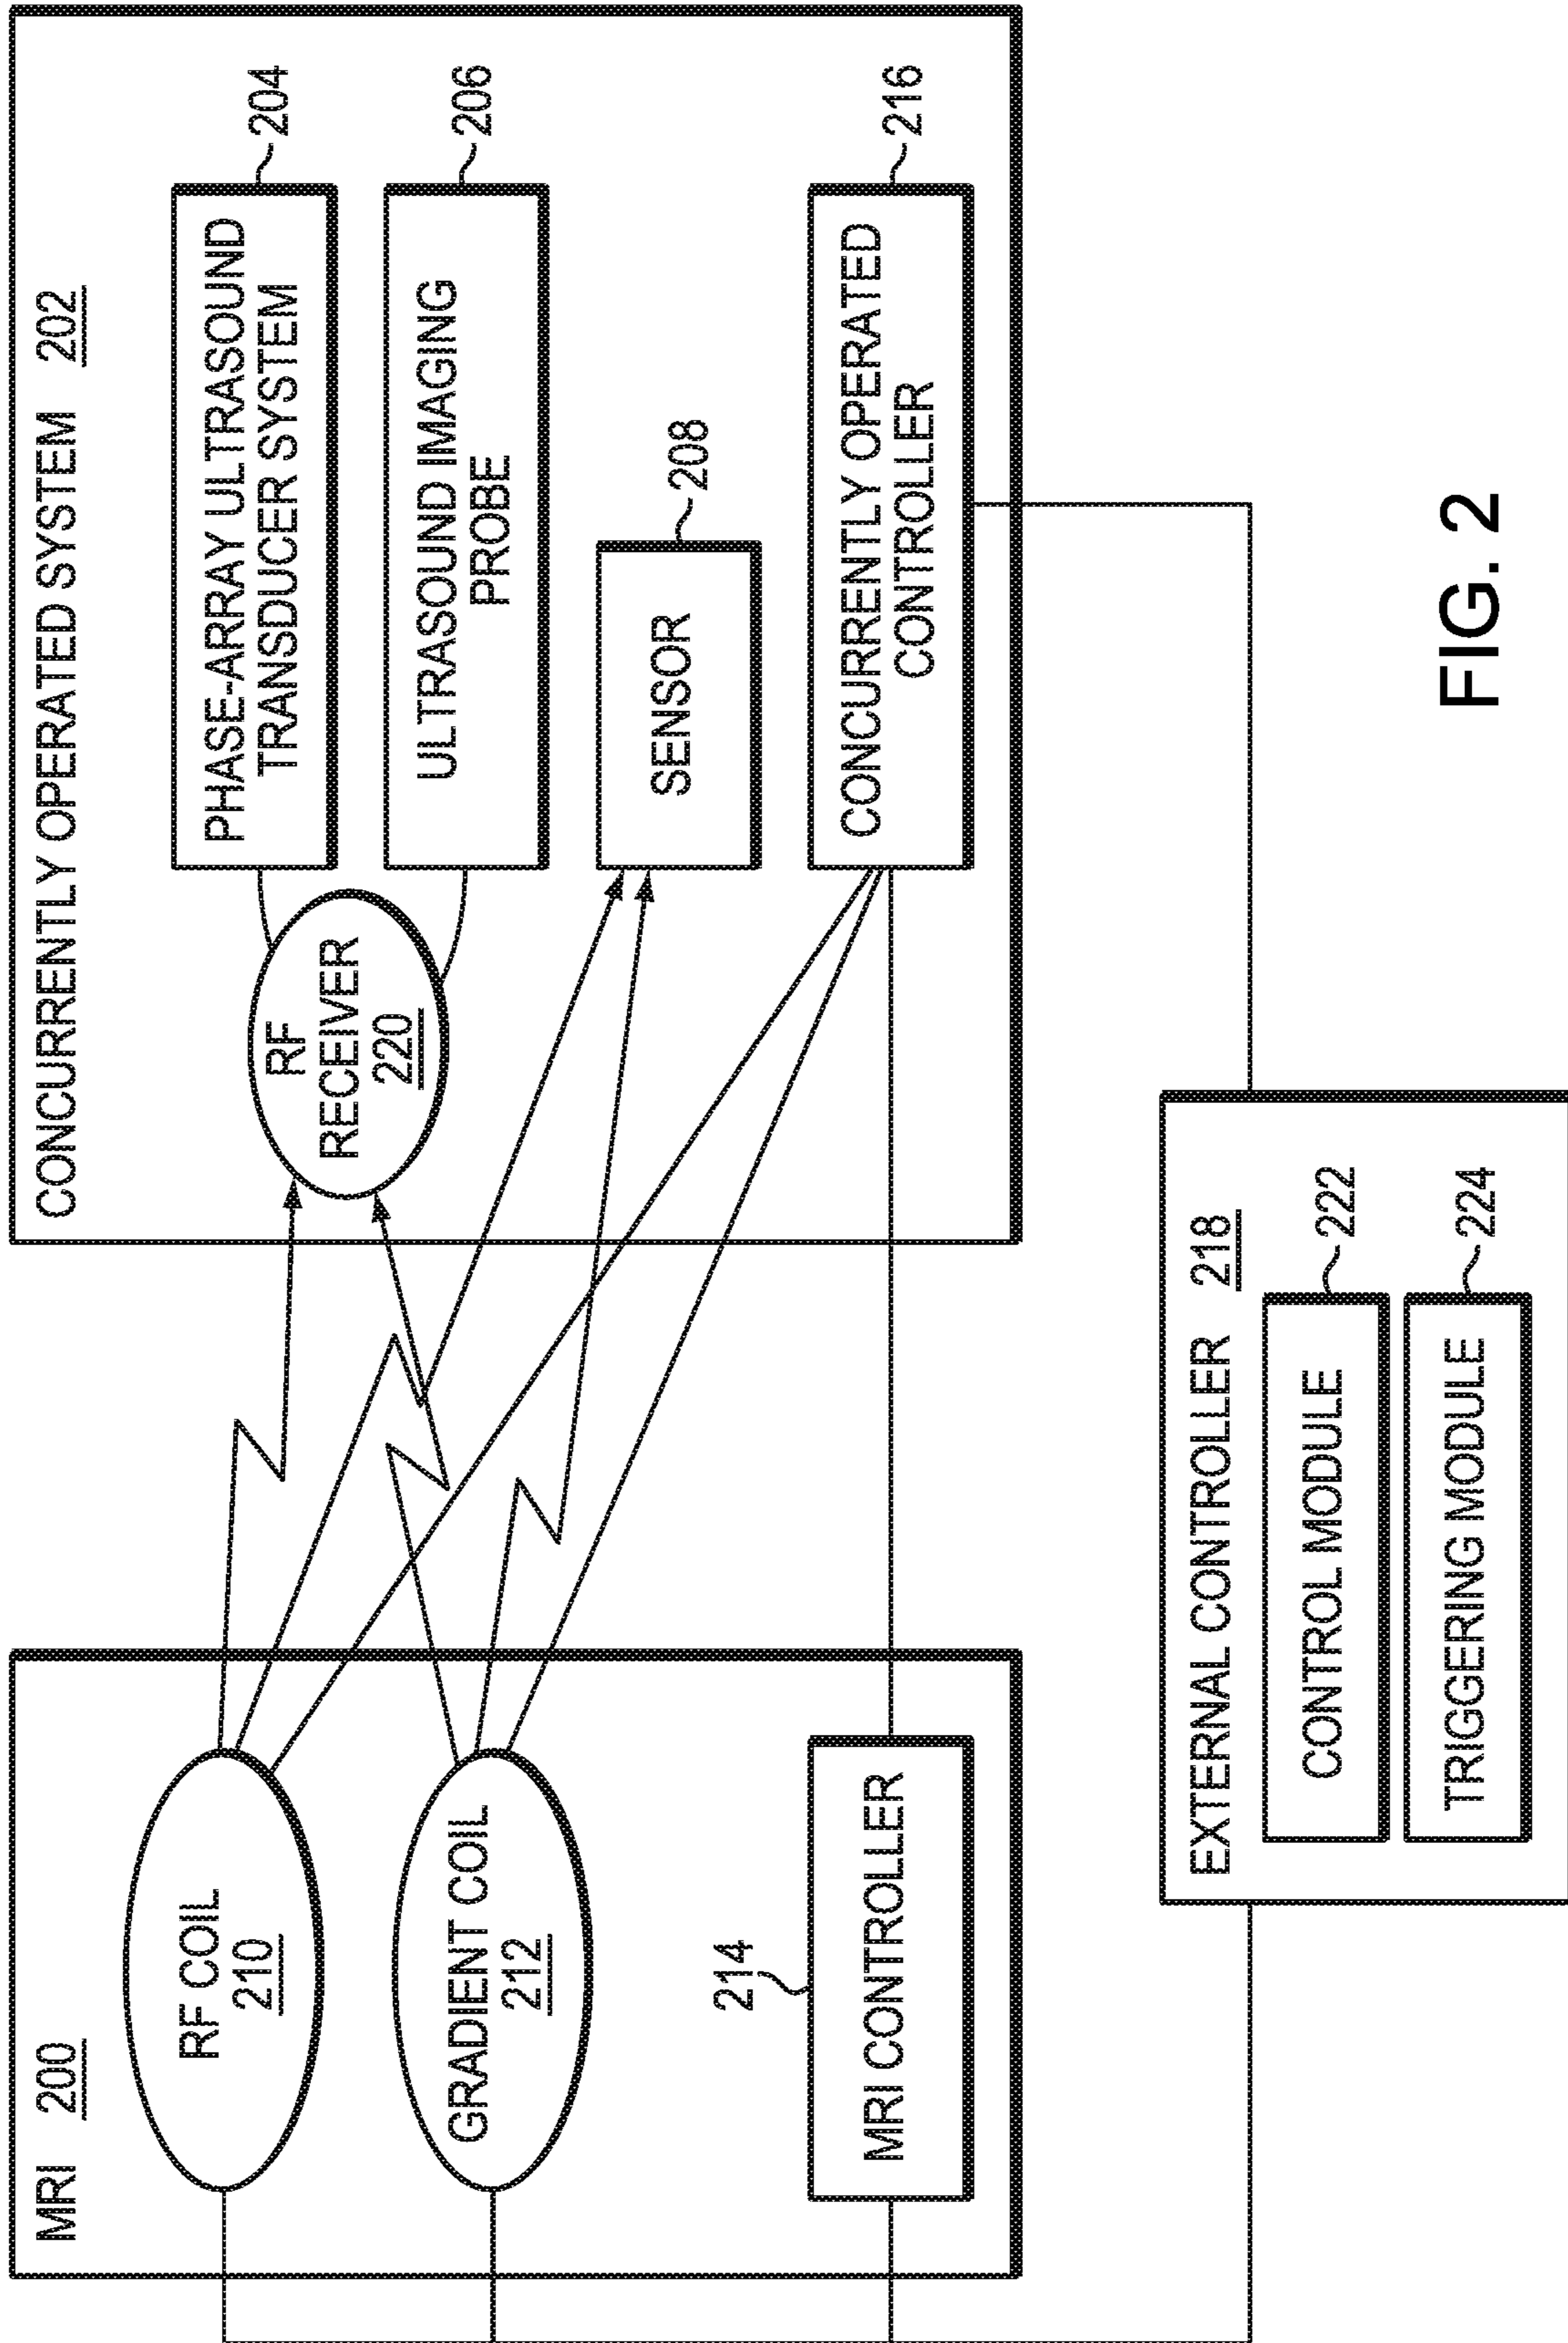 MRI 200
RF COIL
210
GRADIENT COIL
212
214
MRI CONTROLLER
CONCURRENTLY OPERATED SYSTEM 202
PHASE-ARRAY ULTRASOUND
TRANSDUCER SYSTEM
204
RF
RECEIVER
220
ULTRASOUND IMAGING
PROBE
206
SENSOR
208
CONCURRENTLY OPERATED
CONTROLLER
216
EXTERNAL CONTROLLER 218
CONTROL MODULE
222
TRIGGERING MODULE
224
FIG. 2